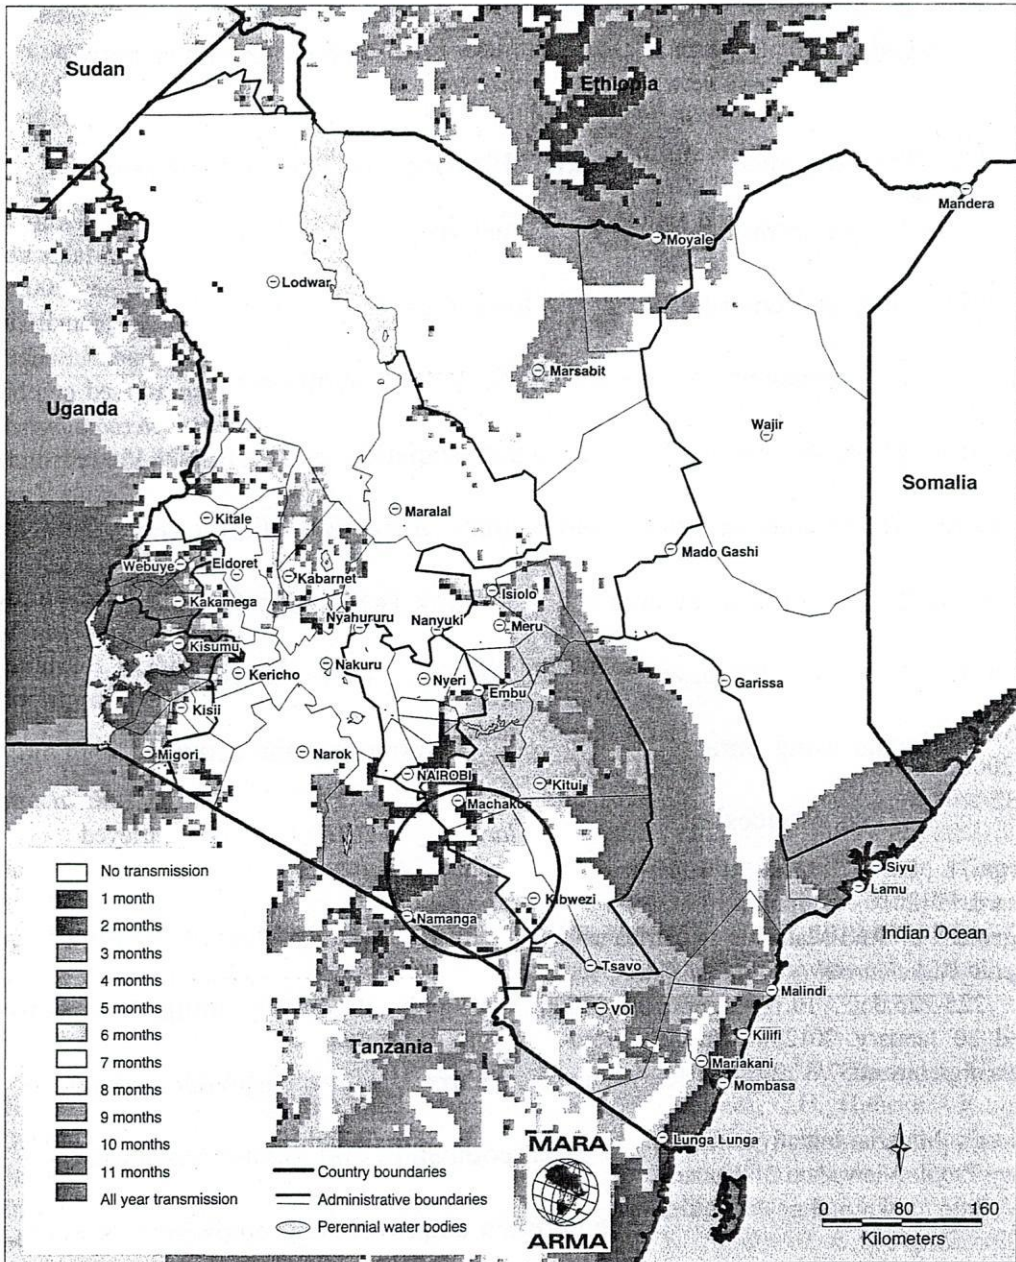 Sudan
Ethiopia
Mandera
Moyale
Lodwar
Marsabit
Uganda
Wajir
Somalia
Maralal
Kitale
Mado Gashi
Webuye
Eldoret
Kabarnet
Isiolo
Kakamega
Nyahururu
Nanyuki
Meru
Kisumu
Nakuru
Kericho
Nyeri
Garissa
Embu
Kisii
Migori
Narok
NAIROBI
Kitui
Machakos
Siyu
Lamu
Kibwezi
Namanga
Indian Ocean
Tsavo
Malindi
VOI
Kilifi
Tanzania
Mariakani
Mombasa
Lunga Lunga
No transmission
1 month
2 months
3 months
4 months
5 months
6 months
7 months
8 months
9 months
10 months
11 months
All year transmission
Country boundaries
Administrative boundaries
Perennial water bodies
MARA
ARMA
0 80 160
Kilometers